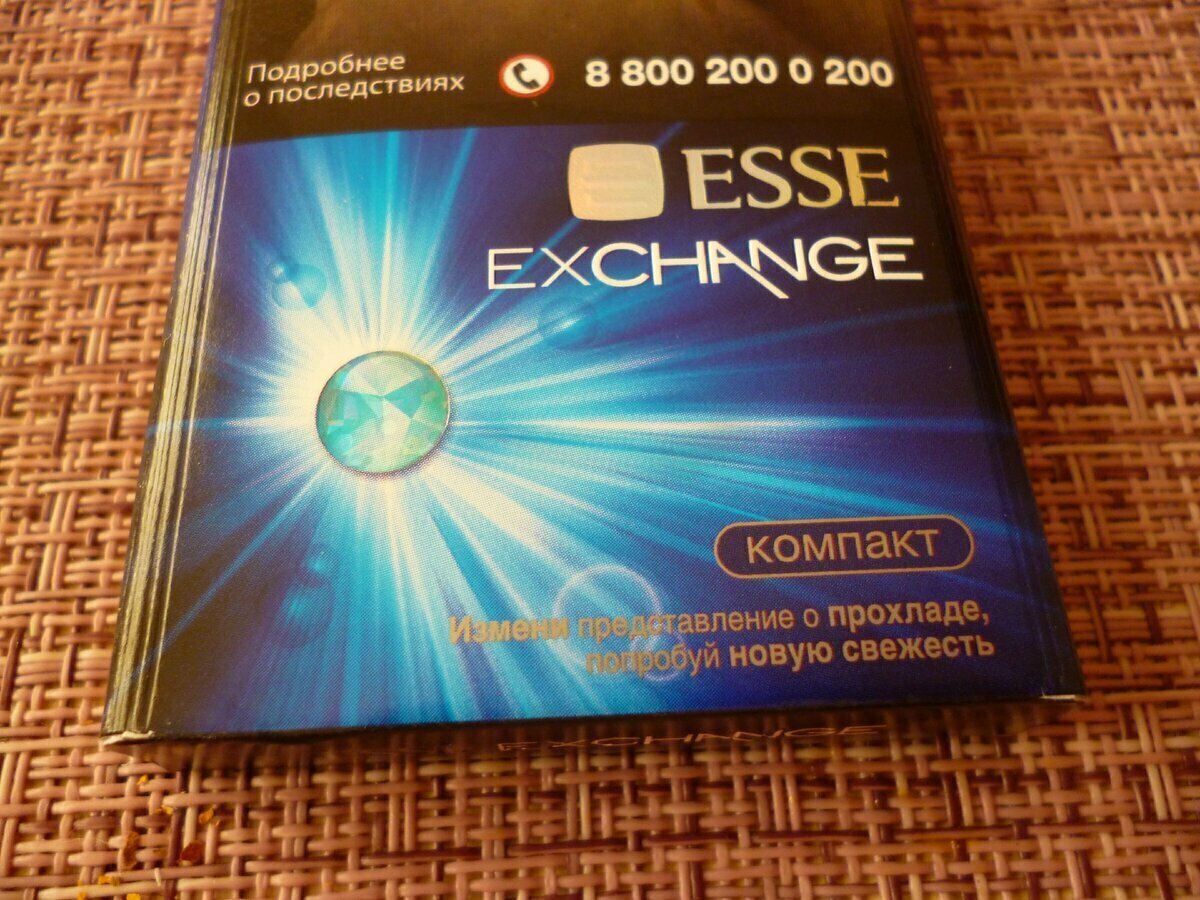 Подробнее
о последствиях
8 800 200 0 200
ESSE
EXCHANGE
КОМПАКТ
Измени представление о прохладе,
попробуй новую свежесть
EXCHANGE